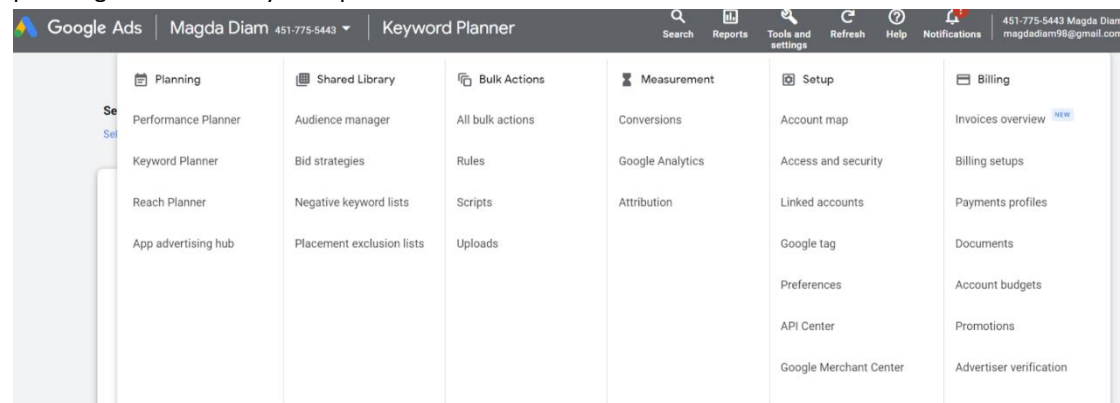 Google Ads
Magda Diam 451-775-5443
Keyword Planner
Search
Reports
Tools and
settings
Refresh
Help
Notifications
451-775-5443 Magda Diam
magdadiam98@gmail.com
Se
Sel
Planning
Performance Planner
Keyword Planner
Reach Planner
App advertising hub
Shared Library
Audience manager
Bid strategies
Negative keyword lists
Placement exclusion lists
Bulk Actions
All bulk actions
Rules
Scripts
Uploads
Measurement
Conversions
Google Analytics
Attribution
Setup
Account map
Access and security
Linked accounts
Google tag
Preferences
API Center
Google Merchant Center
Billing
Invoices overview NEW
Billing setups
Payments profiles
Documents
Account budgets
Promotions
Advertiser verification